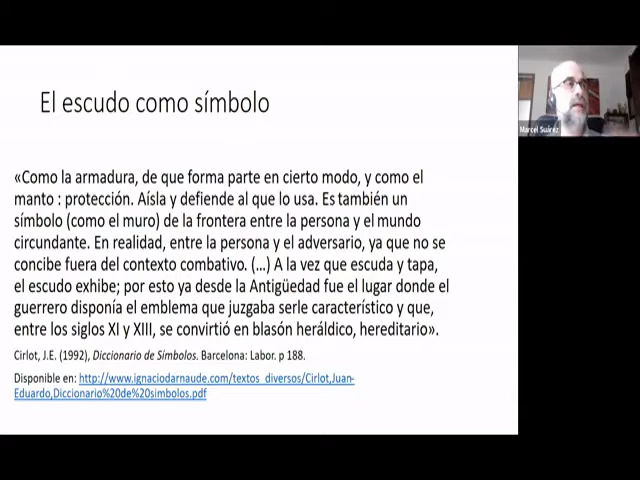 El escudo como símbolo
«Como la armadura, de que forma parte en cierto modo, y como el
manto : protección. Aísla y defiende al que lo usa. Es también un
símbolo (como el muro) de la frontera entre la persona y el mundo
circundante. En realidad, entre la persona y el adversario, ya que no se
concibe fuera del contexto combativo. (…) A la vez que escuda y tapa,
el escudo exhibe; por esto ya desde la Antigüedad fue el lugar donde el
guerrero disponía el emblema que juzgaba serle característico y que,
entre los siglos XI y XIII, se convirtió en blasón heráldico, hereditario».
Cirlot, J.E. (1992), Diccionario de Símbolos. Barcelona: Labor. p 188.
Disponible en: http://www.ignaciodarnaude.com/textos_diversos/Cirlot,Juan-
Eduardo,Diccionario%20de%20simbolos.pdf
Marcel Suárez